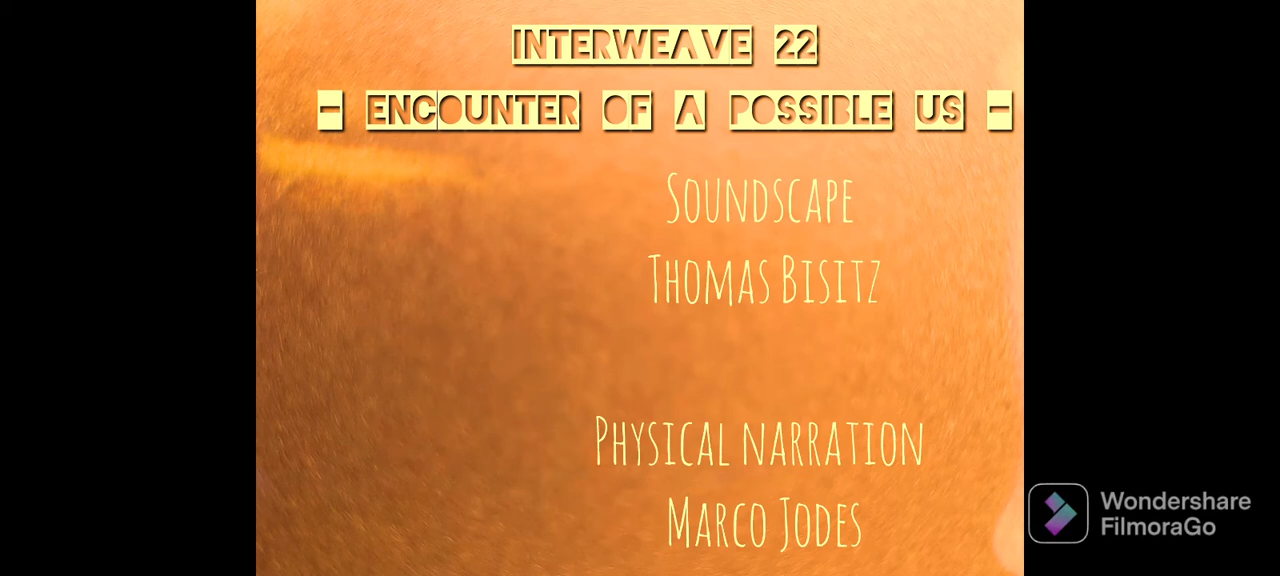 INTERWEAVE 22
- ENCOUNTER OF A POSSIBLE US -
SOUNDSCAPE
THOMAS BISITZ
PHYSICAL NARRATION
MARCO JODES
Wondershare
FilmoraGo